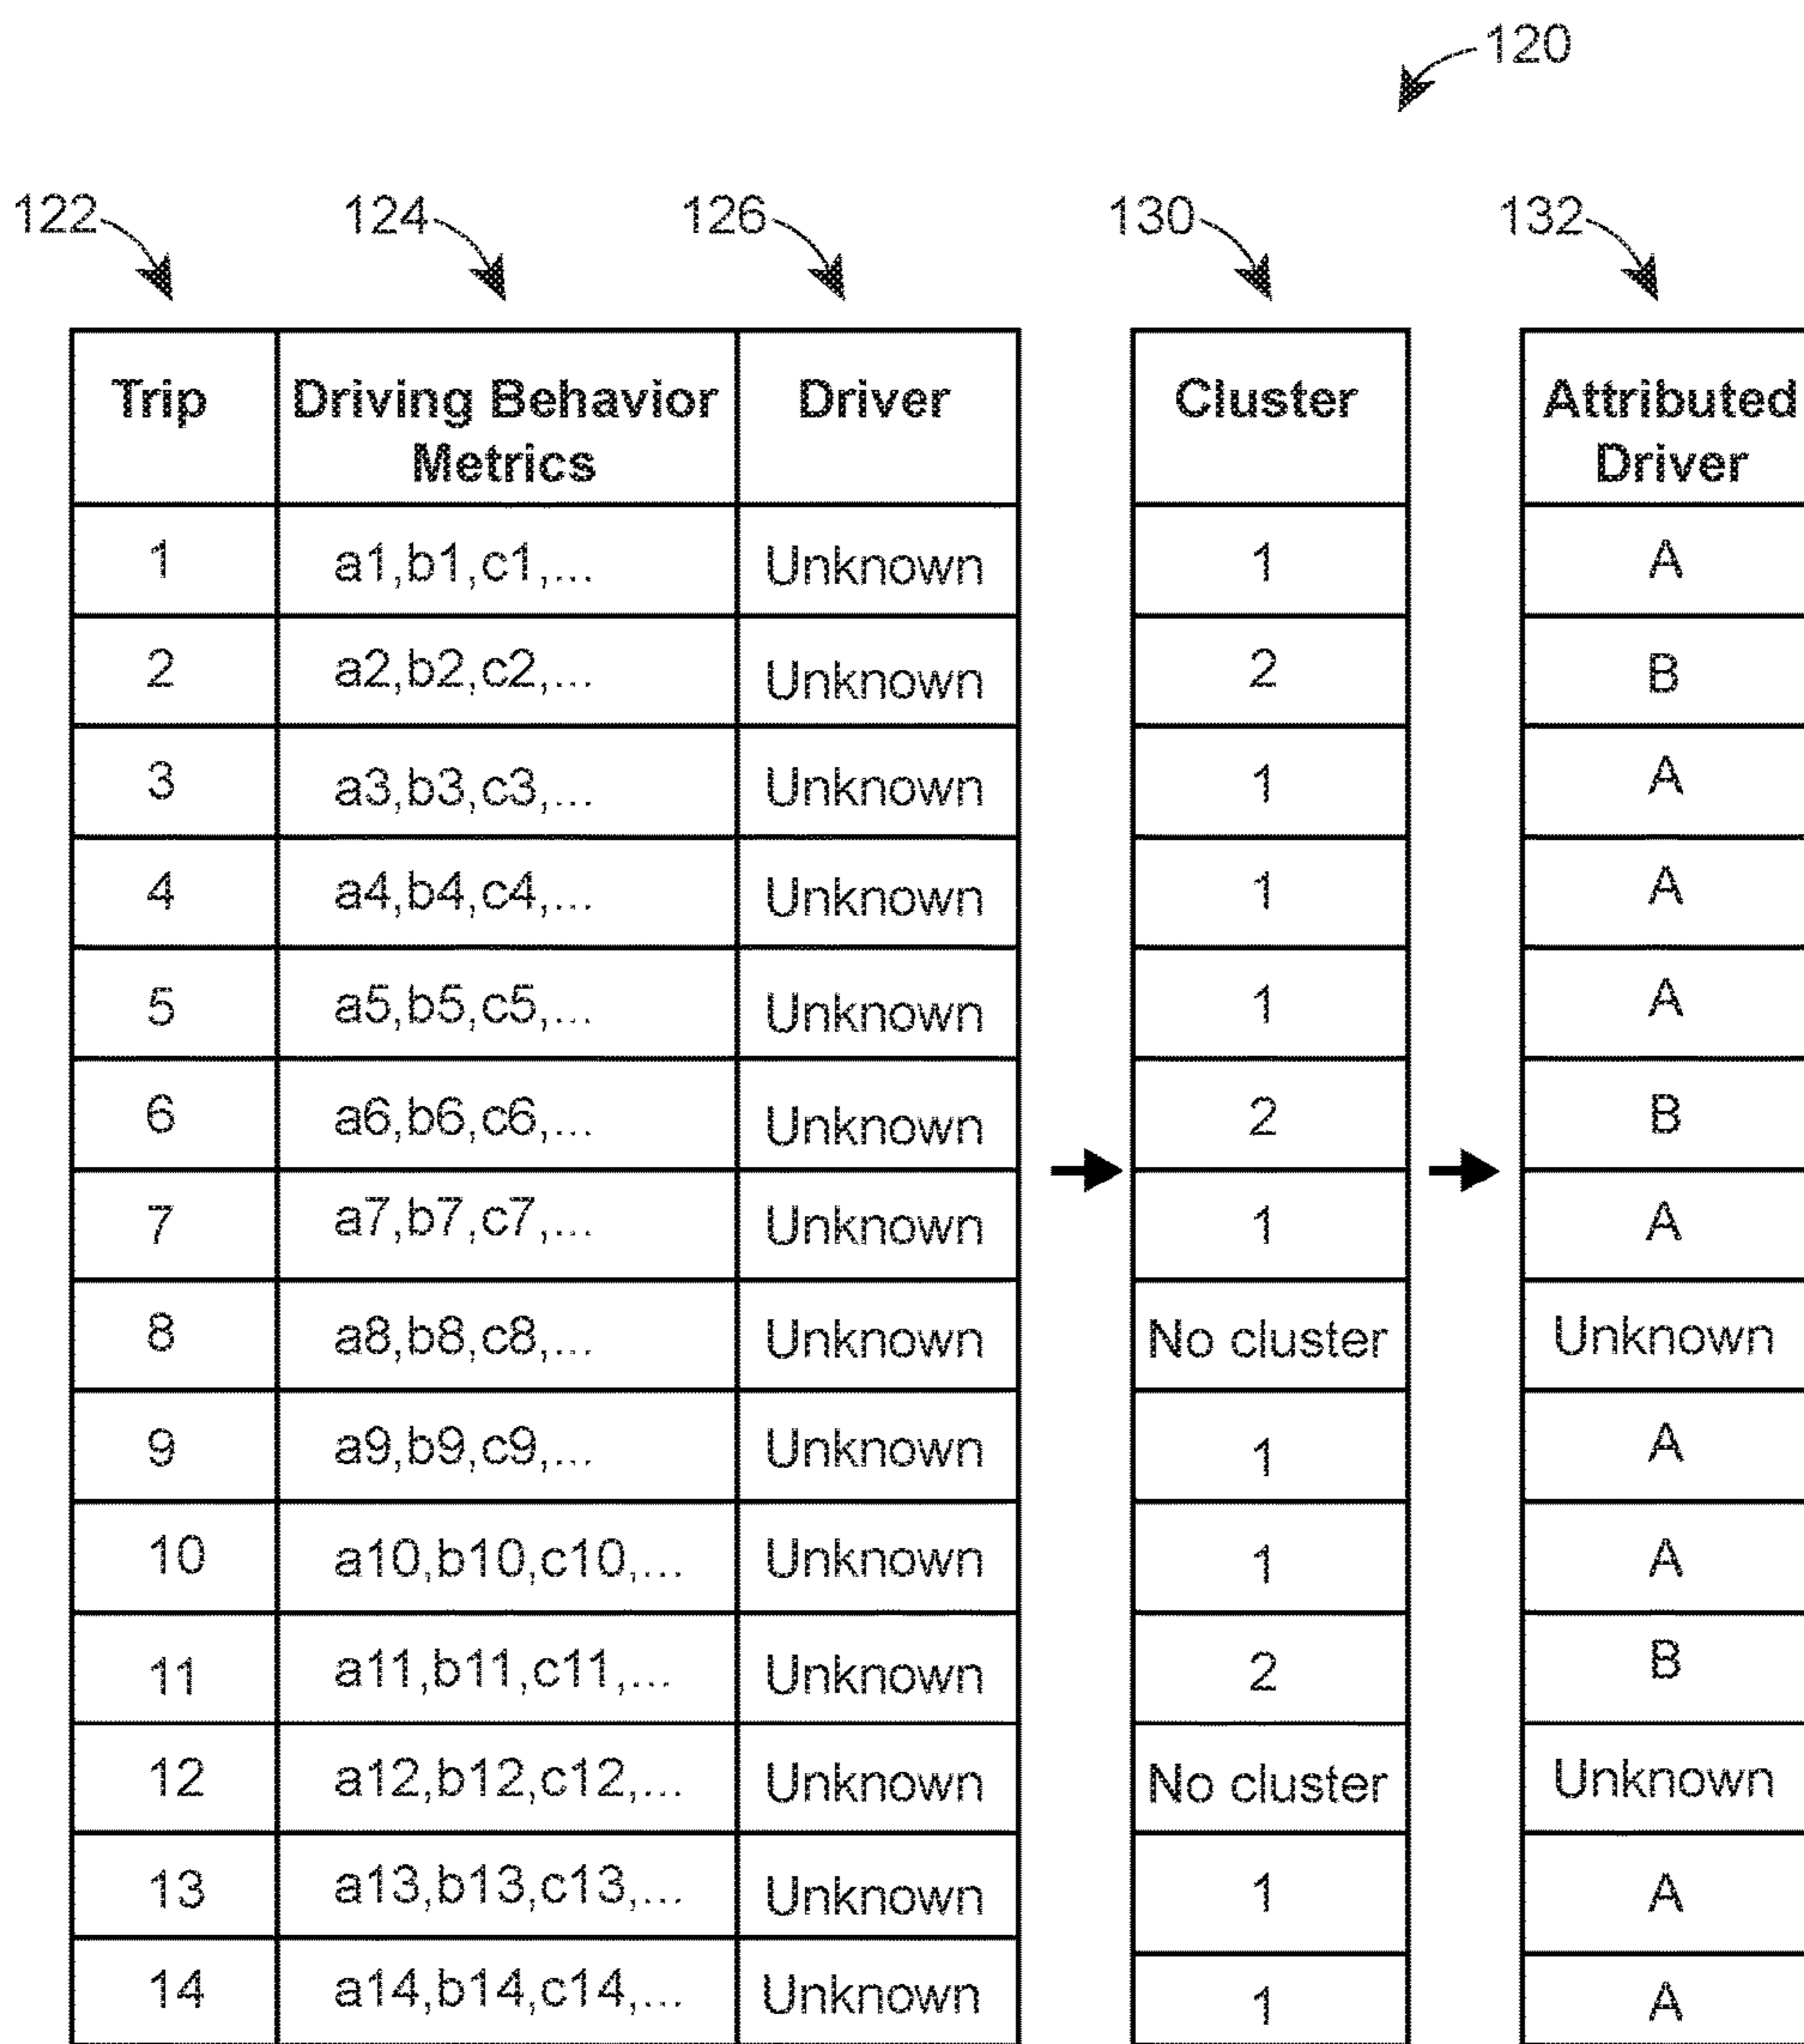 120
122 124 126 130 132
Trip Driving Behavior Metrics Driver Cluster Attributed Driver
1 a1,b1,c1,... Unknown 1 A
2 a2,b2,c2,... Unknown 2 B
3 a3,b3,c3,... Unknown 1 A
4 a4,b4,c4,... Unknown 1 A
5 a5,b5,c5,... Unknown 1 A
6 a6,b6,c6,... Unknown 2 B
7 a7,b7,c7,... Unknown 1 A
8 a8,b8,c8,... Unknown No cluster Unknown
9 a9,b9,c9,... Unknown 1 A
10 a10,b10,c10,... Unknown 1 A
11 a11,b11,c11,... Unknown 2 B
12 a12,b12,c12,... Unknown No cluster Unknown
13 a13,b13,c13,... Unknown 1 A
14 a14,b14,c14,... Unknown 1 A